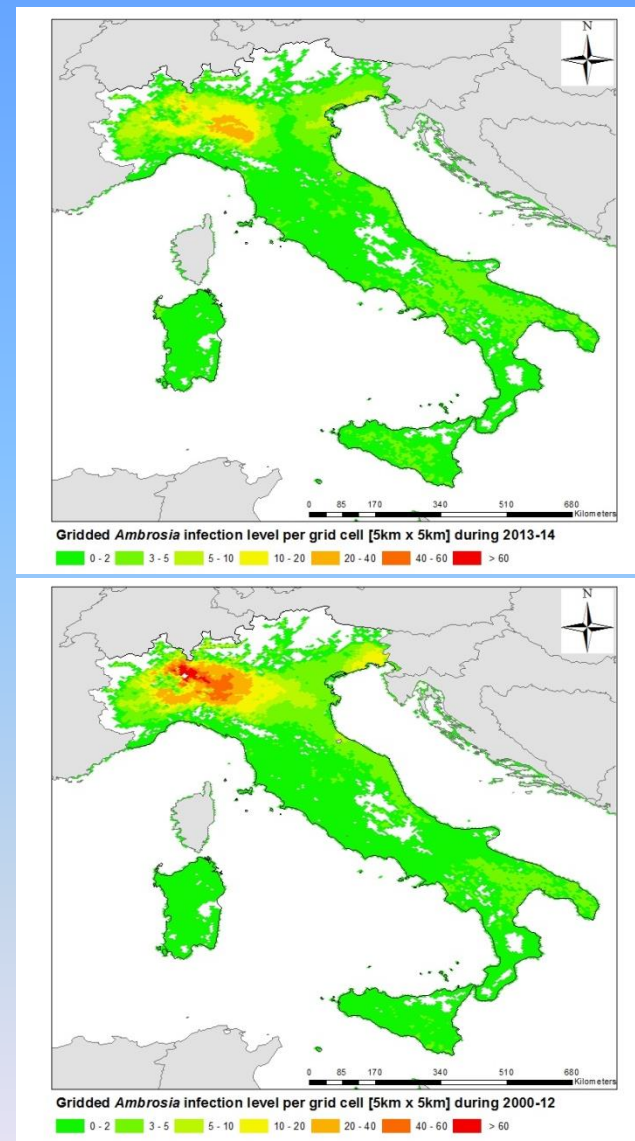 N
0 85 170 340 510 680
Kilometers
Gridded Ambrosia infection level per grid cell [5km x 5km] during 2013-14
0 - 2 3 - 5 5 - 10 10 - 20 20 - 40 40 - 60 > 60
N
0 85 170 340 510 680
Kilometers
Gridded Ambrosia infection level per grid cell [5km x 5km] during 2000-12
0 - 2 3 - 5 5 - 10 10 - 20 20 - 40 40 - 60 > 60